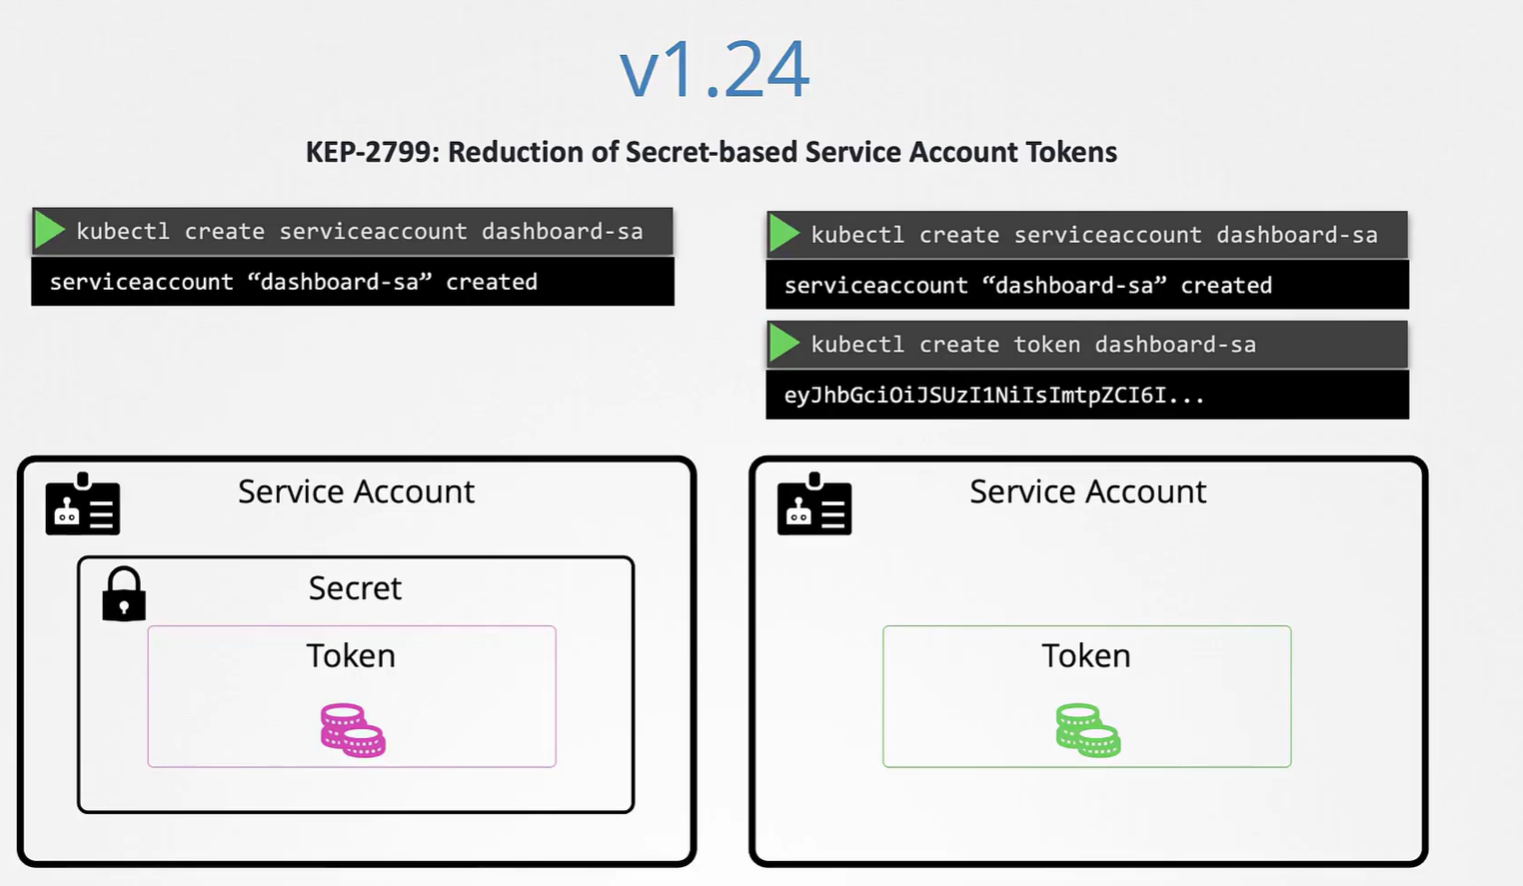 v1.24
KEP-2799: Reduction of Secret-based Service Account Tokens
kubectl create serviceaccount dashboard-sa
serviceaccount “dashboard-sa” created
kubectl create serviceaccount dashboard-sa
serviceaccount “dashboard-sa” created
kubectl create token dashboard-sa
eyJhbGciOiJSUzI1NiIsImtpZCI6I...
Service Account
Secret
Token
Service Account
Token